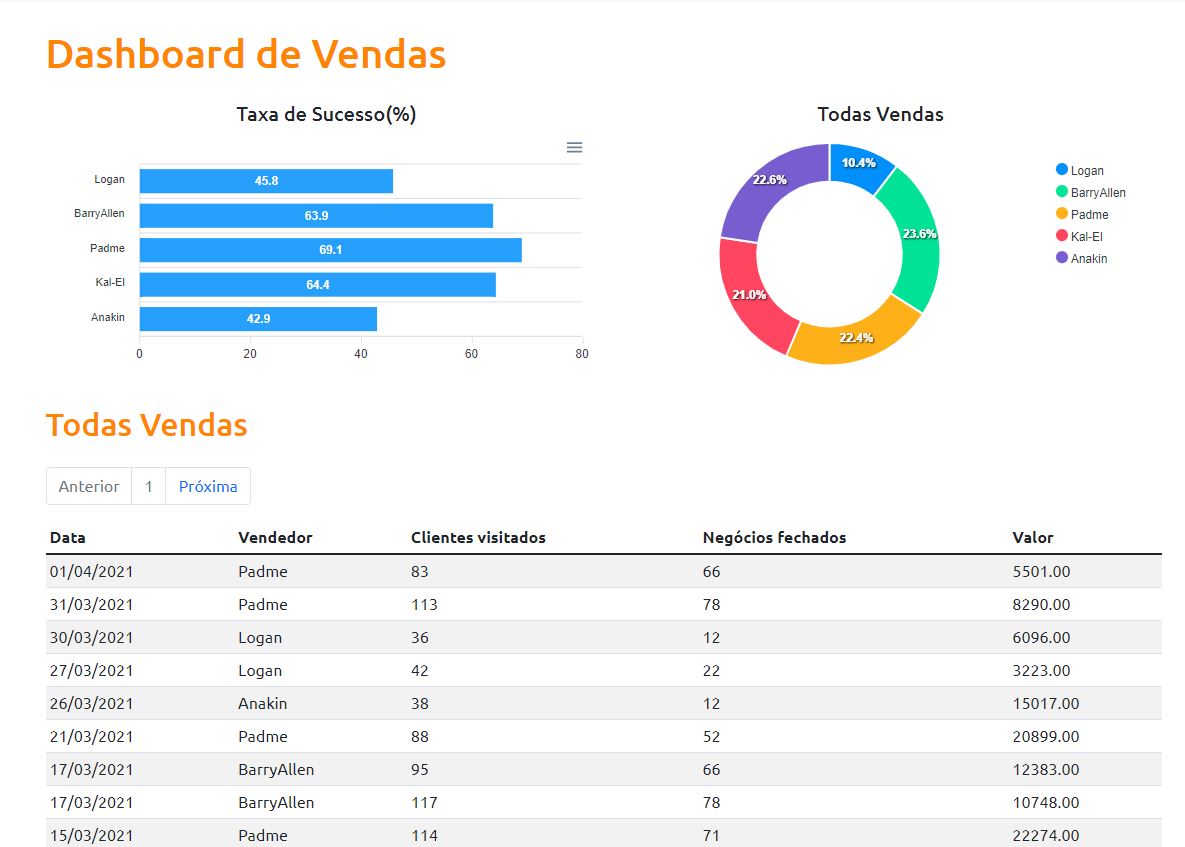 Dashboard de Vendas
Taxa de Sucesso(%)
Logan 45.8
BarryAllen 63.9
Padme 69.1
Kal-El 64.4
Anakin 42.9
0 20 40 60 80
Todas Vendas
10.4%
23.6%
22.4%
21.0%
22.6%
Logan
BarryAllen
Padme
Kal-El
Anakin
Todas Vendas
Anterior 1 Próxima
Data Vendedor Clientes visitados Negócios fechados Valor
01/04/2021 Padme 83 66 5501.00
31/03/2021 Padme 113 78 8290.00
30/03/2021 Logan 36 12 6096.00
27/03/2021 Logan 42 22 3223.00
26/03/2021 Anakin 38 12 15017.00
21/03/2021 Padme 88 52 20899.00
17/03/2021 BarryAllen 95 66 12383.00
17/03/2021 BarryAllen 117 78 10748.00
15/03/2021 Padme 114 71 22274.00